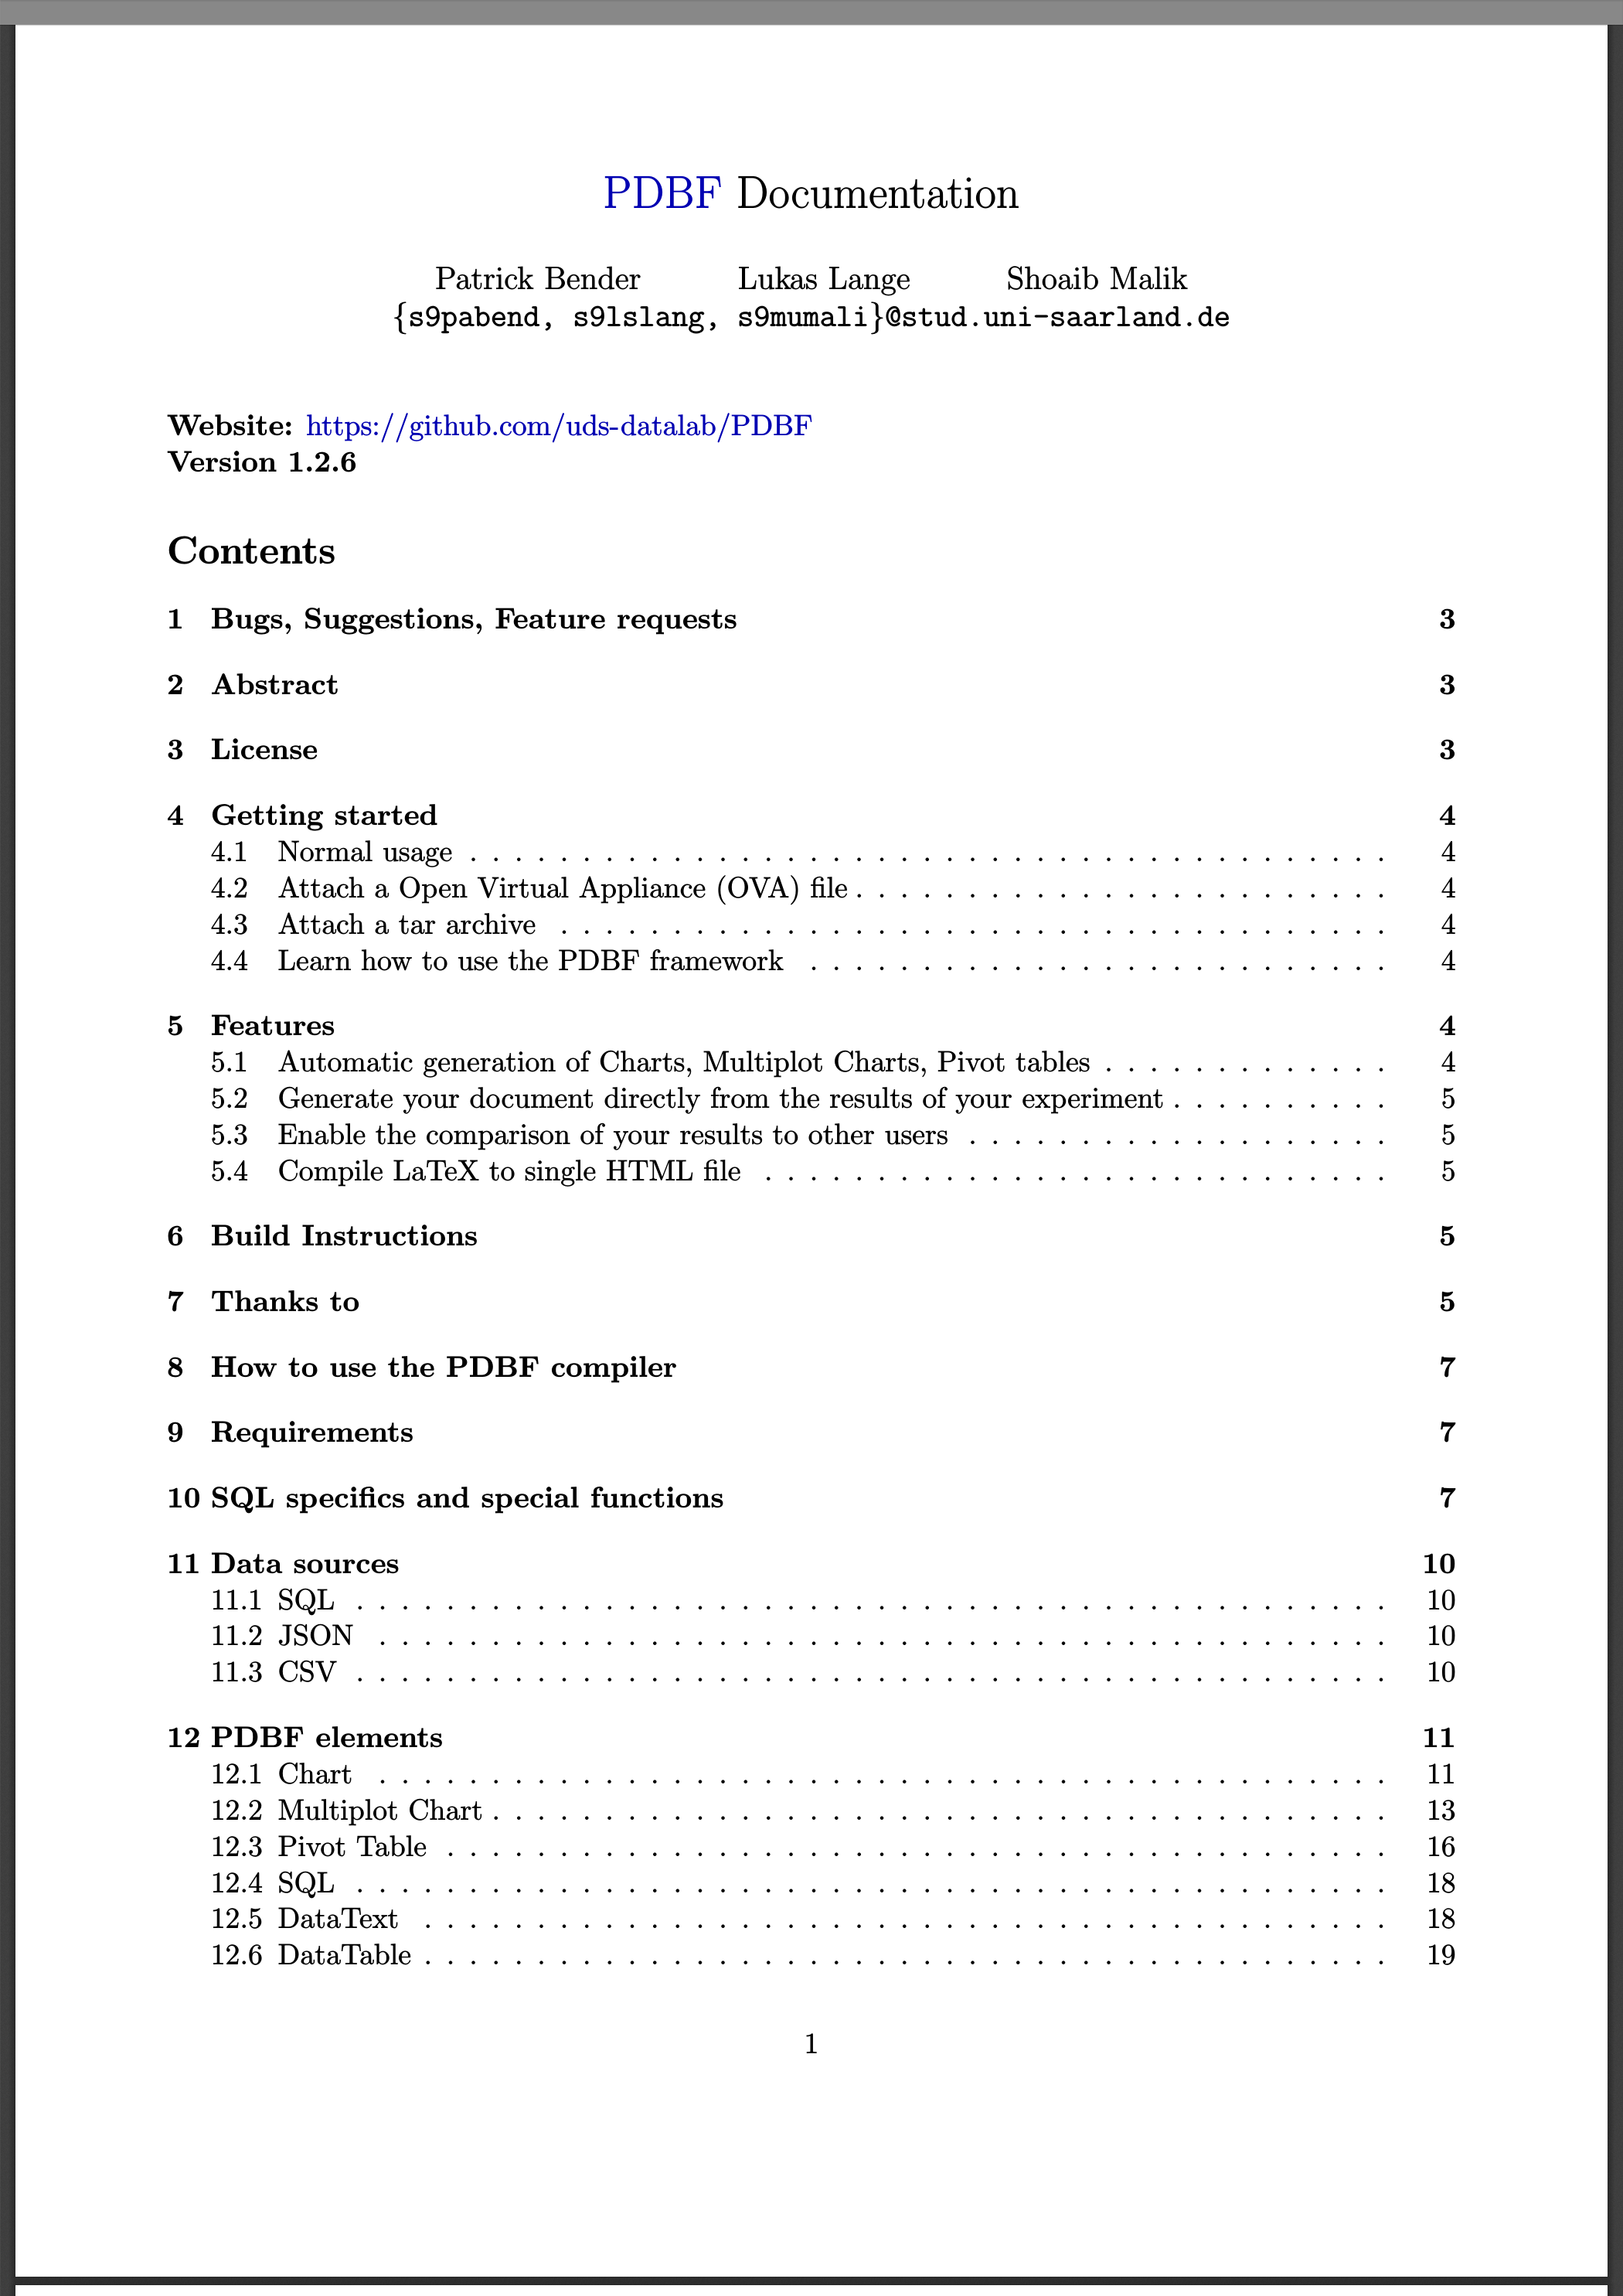 PDBF Documentation
Patrick Bender Lukas Lange Shoaib Malik
{s9pabend, s9lslang, s9mumali}@stud.uni-saarland.de
Website: https://github.com/uds-datalab/PDBF
Version 1.2.6
Contents
1 Bugs, Suggestions, Feature requests 3
2 Abstract 3
3 License 3
4 Getting started 4
4.1 Normal usage . . . . . . . . . . . . . . . . . . . . . . . . . . . . . . . . . . . . . . . . . 4
4.2 Attach a Open Virtual Appliance (OVA) file . . . . . . . . . . . . . . . . . . . . . . . . 4
4.3 Attach a tar archive . . . . . . . . . . . . . . . . . . . . . . . . . . . . . . . . . . . . . 4
4.4 Learn how to use the PDBF framework . . . . . . . . . . . . . . . . . . . . . . . . . . 4
5 Features 4
5.1 Automatic generation of Charts, Multiplot Charts, Pivot tables . . . . . . . . . . . . . 4
5.2 Generate your document directly from the results of your experiment . . . . . . . . . . 5
5.3 Enable the comparison of your results to other users . . . . . . . . . . . . . . . . . . . 5
5.4 Compile LaTeX to single HTML file . . . . . . . . . . . . . . . . . . . . . . . . . . . . 5
6 Build Instructions 5
7 Thanks to 5
8 How to use the PDBF compiler 7
9 Requirements 7
10 SQL specifics and special functions 7
11 Data sources 10
11.1 SQL . . . . . . . . . . . . . . . . . . . . . . . . . . . . . . . . . . . . . . . . . . . . . . 10
11.2 JSON . . . . . . . . . . . . . . . . . . . . . . . . . . . . . . . . . . . . . . . . . . . . . 10
11.3 CSV . . . . . . . . . . . . . . . . . . . . . . . . . . . . . . . . . . . . . . . . . . . . . . 10
12 PDBF elements 11
12.1 Chart . . . . . . . . . . . . . . . . . . . . . . . . . . . . . . . . . . . . . . . . . . . . . 11
12.2 Multiplot Chart . . . . . . . . . . . . . . . . . . . . . . . . . . . . . . . . . . . . . . . . 13
12.3 Pivot Table . . . . . . . . . . . . . . . . . . . . . . . . . . . . . . . . . . . . . . . . . . 16
12.4 SQL . . . . . . . . . . . . . . . . . . . . . . . . . . . . . . . . . . . . . . . . . . . . . . 18
12.5 DataText . . . . . . . . . . . . . . . . . . . . . . . . . . . . . . . . . . . . . . . . . . . 18
12.6 DataTable . . . . . . . . . . . . . . . . . . . . . . . . . . . . . . . . . . . . . . . . . . . 19
1